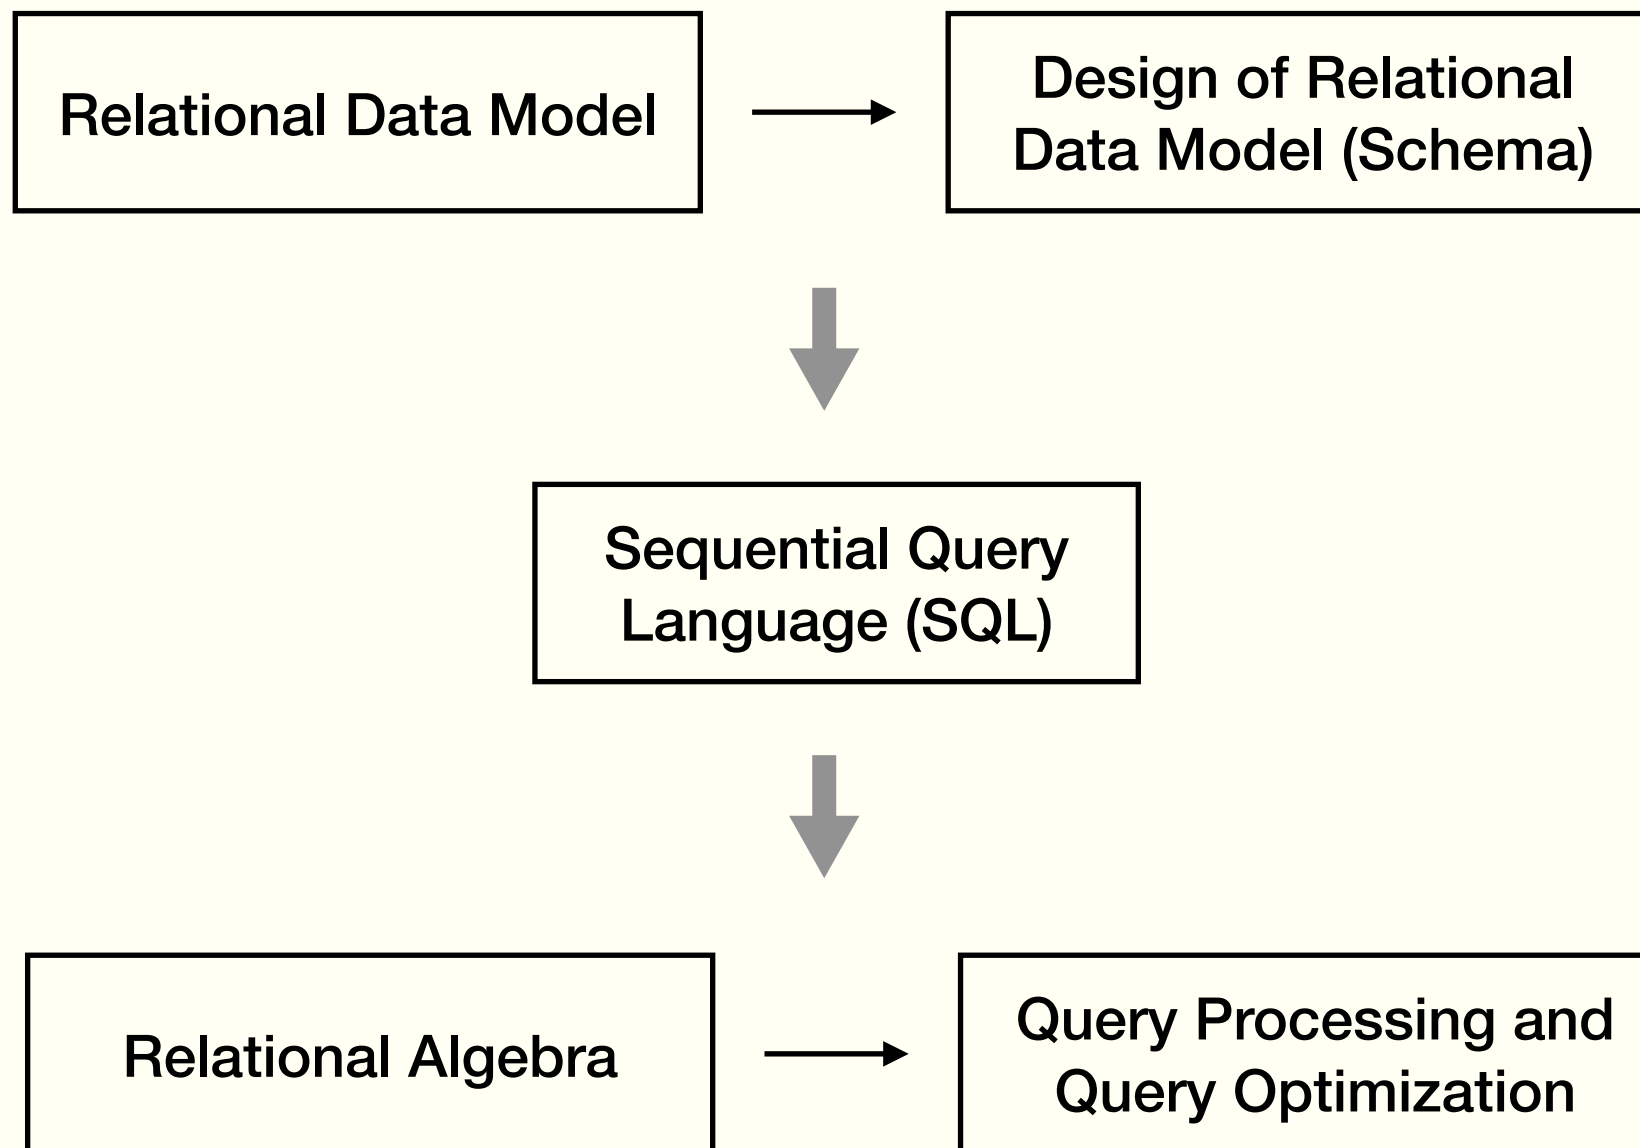 Relational Data Model
Design of Relational
Data Model (Schema)
Sequential Query
Language (SQL)
Relational Algebra
Query Processing and
Query Optimization